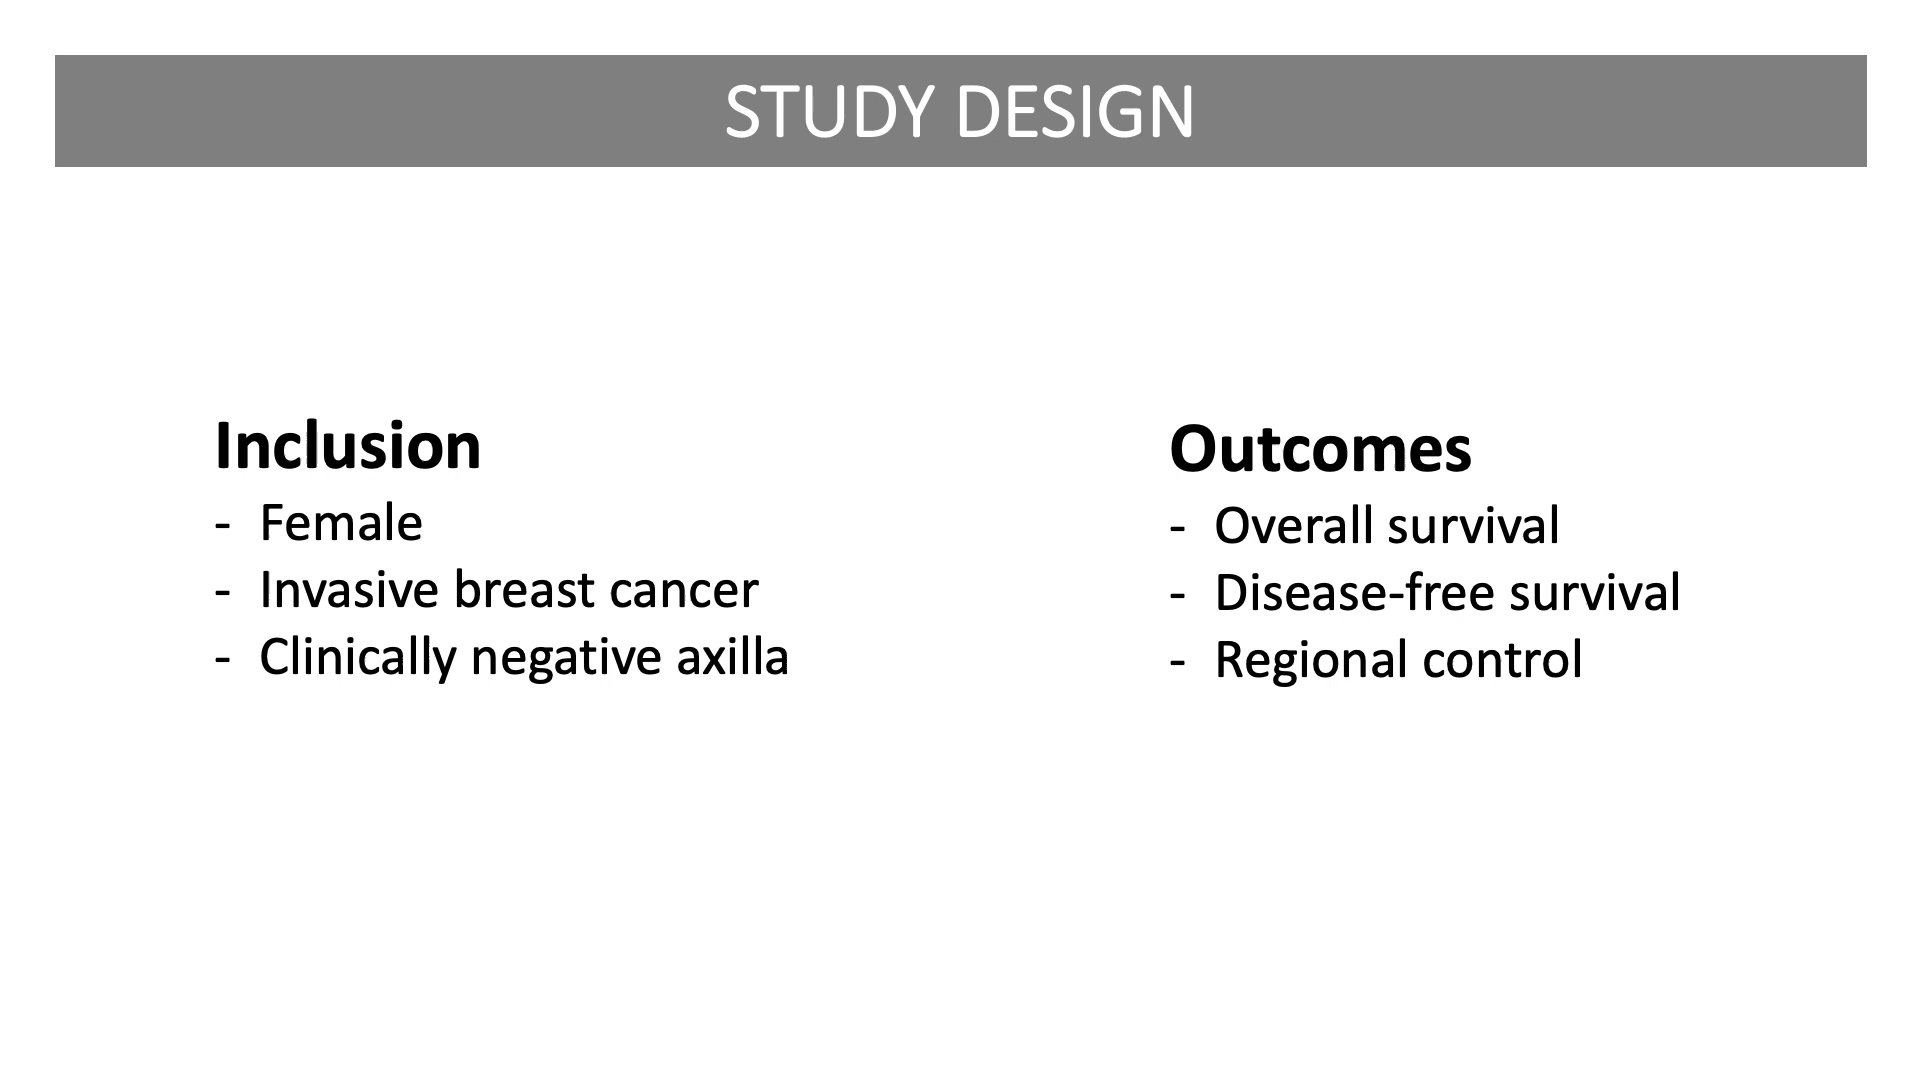 STUDY DESIGN
Inclusion
- Female
- Invasive breast cancer
- Clinically negative axilla
Outcomes
- Overall survival
- Disease-free survival
- Regional control